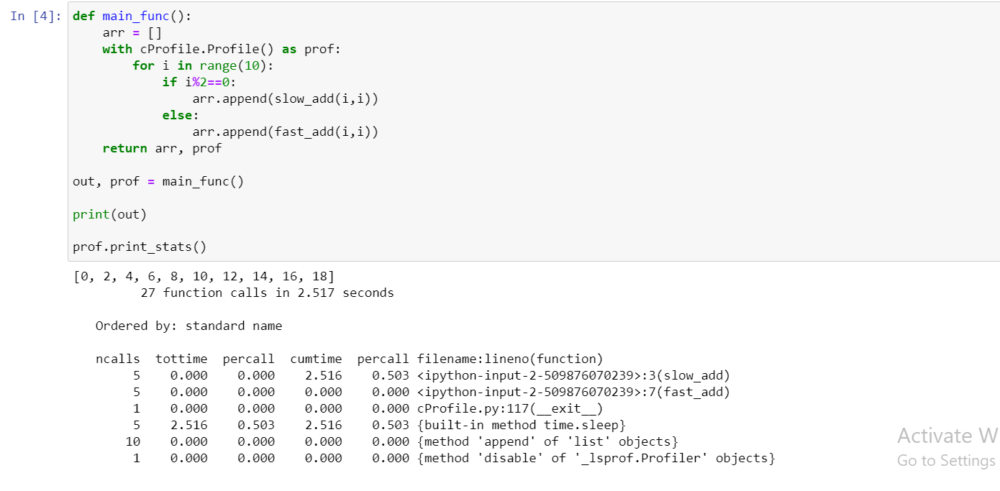 In [4]: def main_func():
    arr = []
    with cProfile.Profile() as prof:
        for i in range(10):
            if i%2==0:
                arr.append(slow_add(i,i))
            else:
                arr.append(fast_add(i,i))
    return arr, prof
out, prof = main_func()
print(out)
prof.print_stats()
[0, 2, 4, 6, 8, 10, 12, 14, 16, 18]
         27 function calls in 2.517 seconds
   Ordered by: standard name
   ncalls  tottime  percall  cumtime  percall filename:lineno(function)
        5    0.000    0.000    2.516    0.503 <ipython-input-2-509876070239>:3(slow_add)
        5    0.000    0.000    0.000    0.000 <ipython-input-2-509876070239>:7(fast_add)
        1    0.000    0.000    0.000    0.000 cProfile.py:117(__exit__)
        5    2.516    0.503    2.516    0.503 {built-in method time.sleep}
       10    0.000    0.000    0.000    0.000 {method 'append' of 'list' objects}
        1    0.000    0.000    0.000    0.000 {method 'disable' of '_lsprof.Profiler' objects}
Activate W
Go to Settings